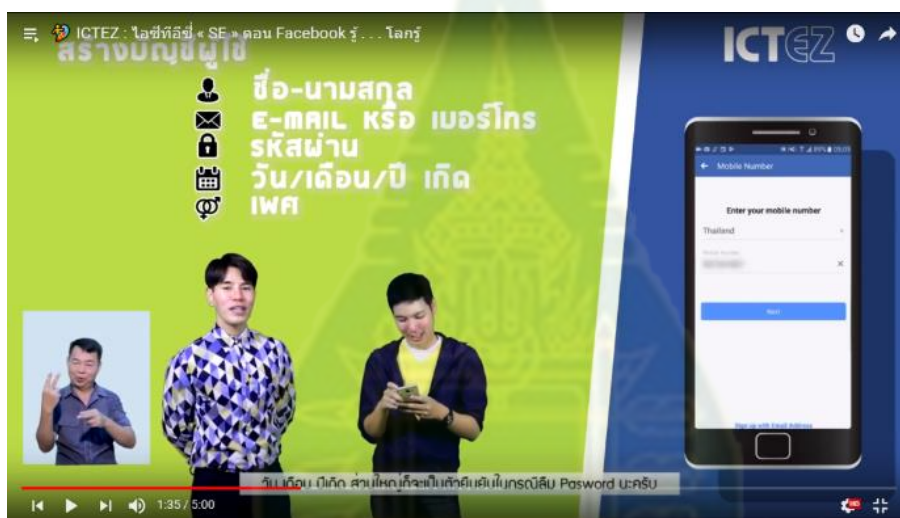 ICTEZ : ไอซีทีอีซี่ « SE » ตอน Facebook รู้ . . . โลกรู้
สร้างบัญชีผู้ใช้
ชื่อ-นามสกุล
E-mail หรือ เบอร์โทร
รหัสผ่าน
วัน/เดือน/ปี เกิด
เพศ
ICTEZ
Mobile Number
Enter your mobile number
Thailand
Mobile Number
Next
Sign up with Email Address
วัน เดือน ปีเกิด ส่วนใหญ่ก็จะเป็นตัวยืนยันในกรณีลืม Pasword นะครับ
1:35 / 5:00